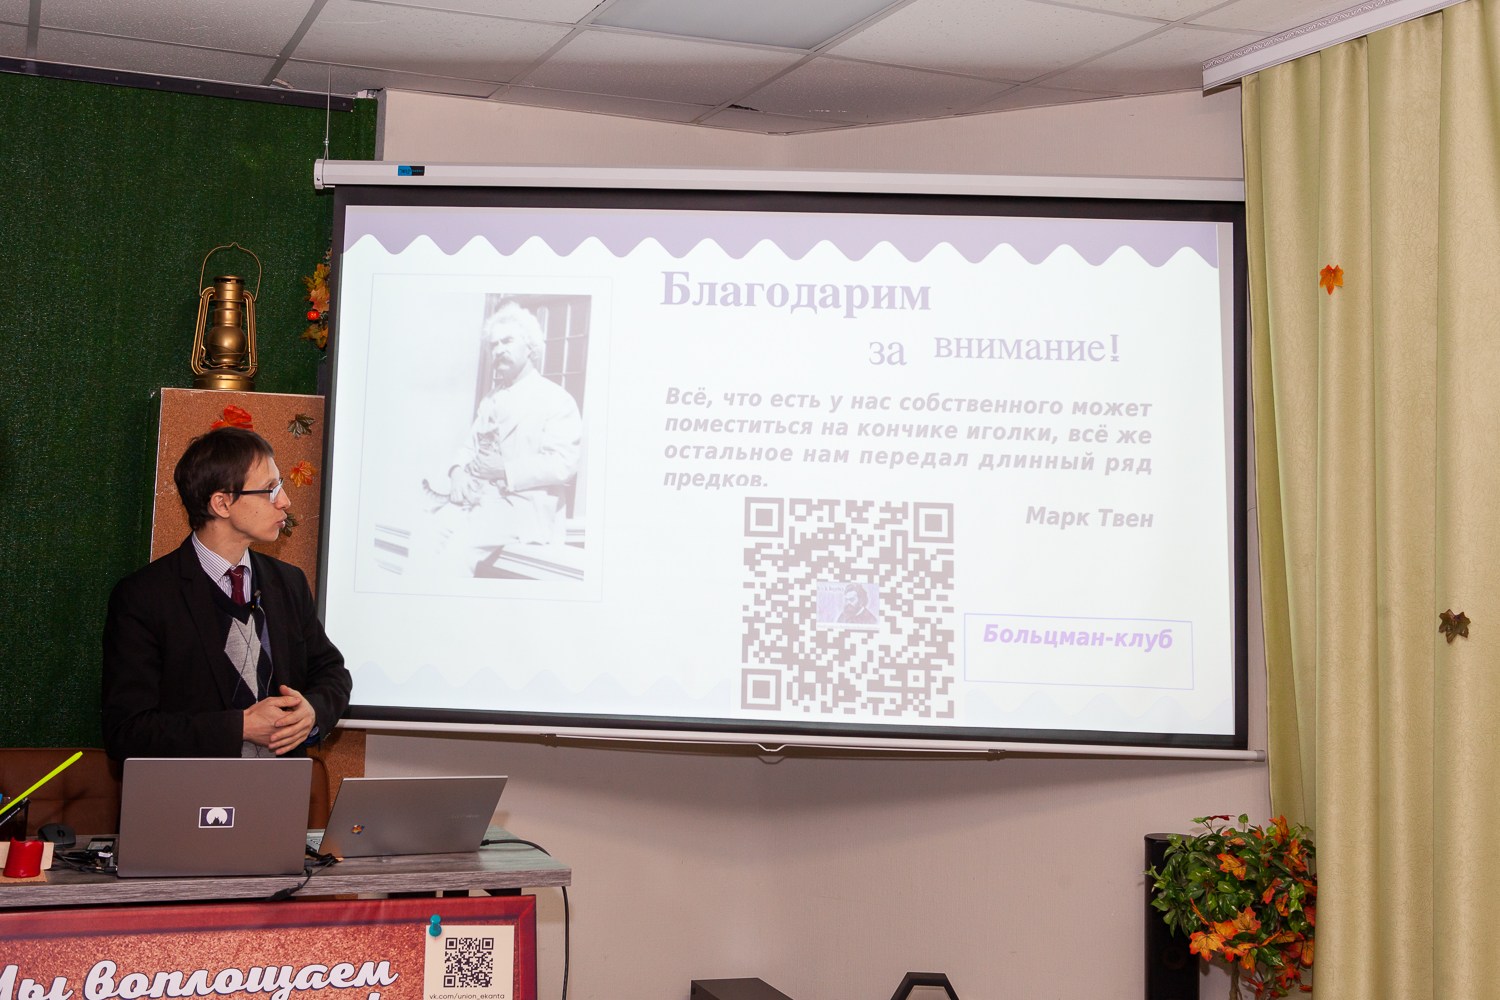 Благодарим
за внимание!
Всё, что есть у нас собственного может
поместиться на кончике иголки, всё же
остальное нам передал длинный ряд
предков.
Марк Твен
Больцман-клуб
Мы воплощаем
vk.com/union_ekanta